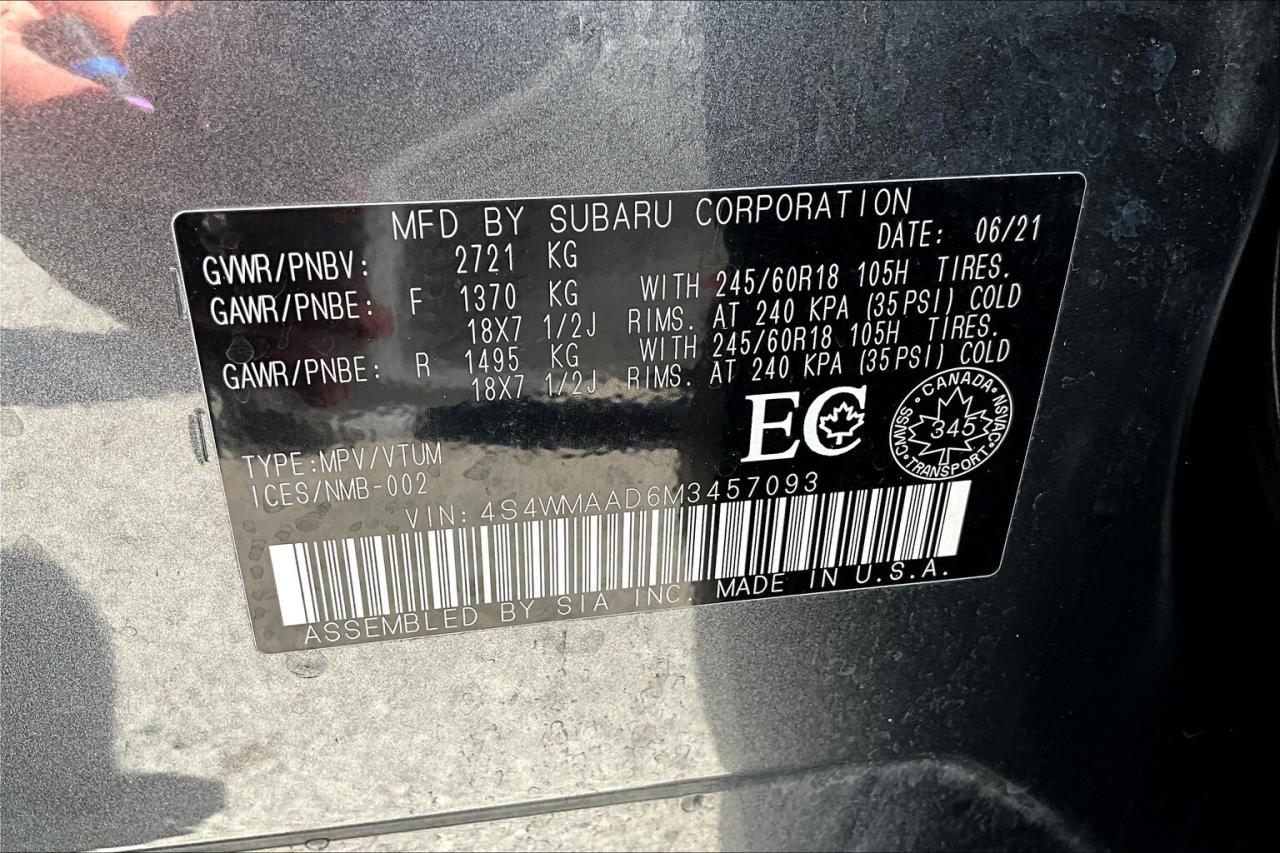 MFD BY SUBARU CORPORATION
DATE: 06/21
GVWR/PNBV: 2721 KG
GAWR/PNBE: F 1370 KG WITH 245/60R18 105H TIRES.
18X7 1/2J RIMS. AT 240 KPA (35PSI) COLD
GAWR/PNBE: R 1495 KG WITH 245/60R18 105H TIRES.
18X7 1/2J RIMS. AT 240 KPA (35PSI) COLD
EC
CANADA • NSVAC • TRANSPORT • CMVSS •
345
TYPE:MPV/VTUM
ICES/NMB-002
VIN: 4S4WMAAD6M3457093
ASSEMBLED BY SIA INC. MADE IN U.S.A.